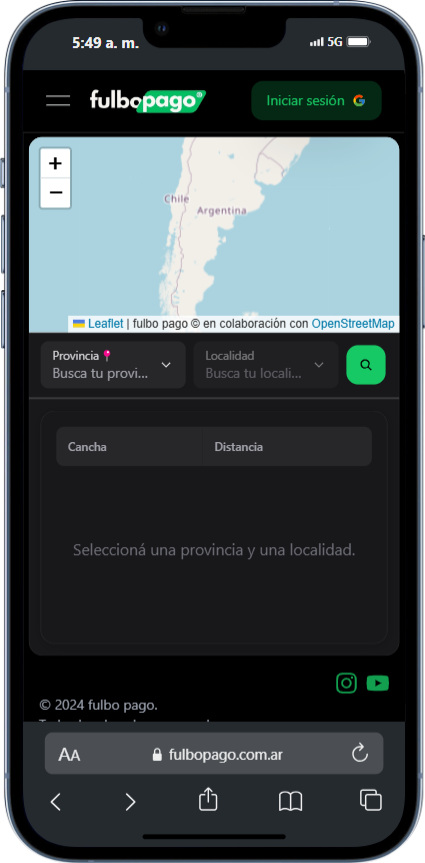 5:49 a. m.
5G
fulbopago®
Iniciar sesión
+
−
Chile
Argentina
Leaflet | fulbo pago © en colaboración con OpenStreetMap
Provincia
Busca tu provi...
Localidad
Busca tu locali...
Cancha
Distancia
Seleccioná una provincia y una localidad.
© 2024 fulbo pago.
AA
fulbopago.com.ar